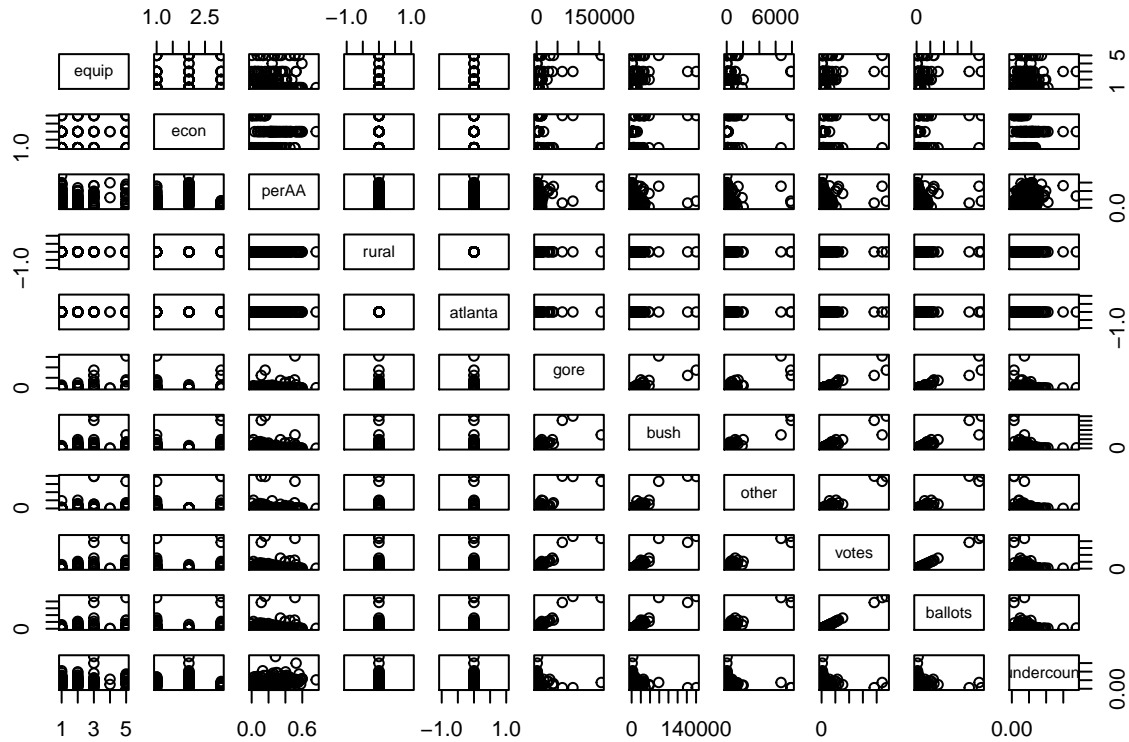 1.0 2.5 −1.0 1.0 0 150000 0 6000 0
equip
1 5
1.0
econ
perAA
0.0
−1.0
rural
atlanta
−1.0
0
gore
bush
0
0
other
votes
0
0
ballots
undercoun
0.00
1 3 5 0.0 0.6 −1.0 1.0 0 140000 0 0.00